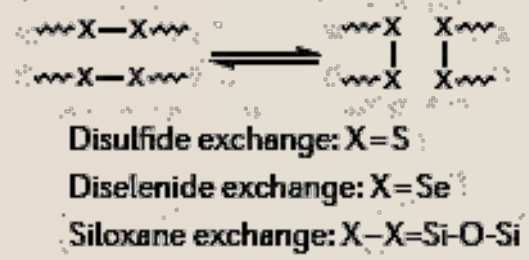 X—X X X
X—X X X
Disulfide exchange: X=S
Diselenide exchange: X=Se
Siloxane exchange: X–X=Si-O-Si